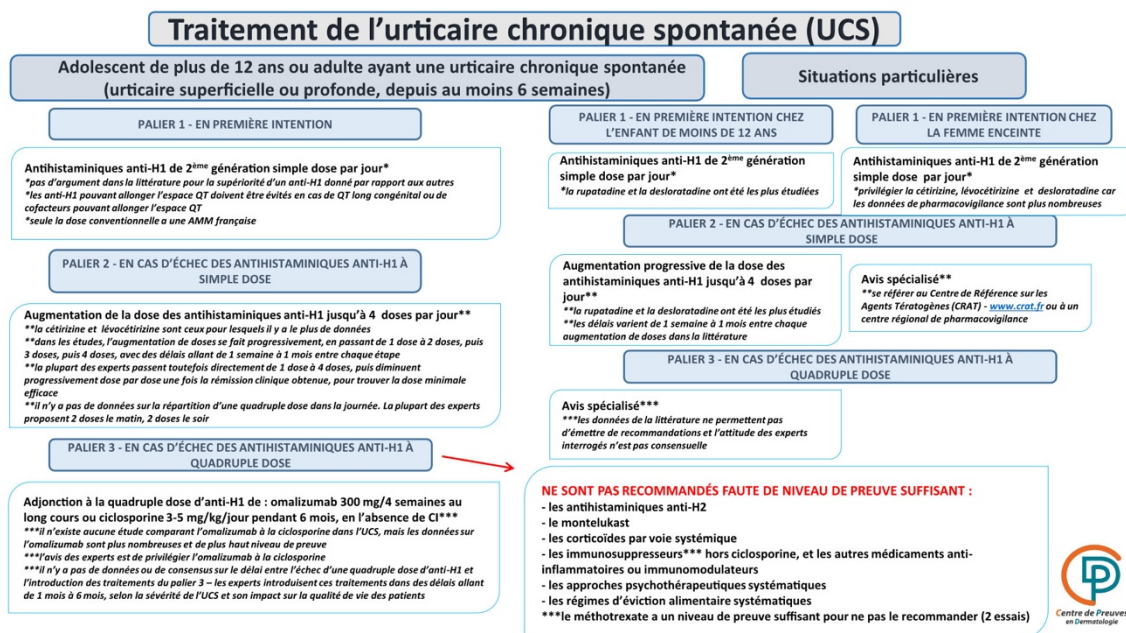 Traitement de l'urticaire chronique spontanée (UCS)
Adolescent de plus de 12 ans ou adulte ayant une urticaire chronique spontanée
(urticaire superficielle ou profonde, depuis au moins 6 semaines)
Situations particulières
PALIER 1 - EN PREMIÈRE INTENTION
Antihistaminiques anti-H1 de 2ème génération simple dose par jour*
*pas d'argument dans la littérature pour la supériorité d'un anti-H1 donné par rapport aux autres
*les anti-H1 pouvant allonger l'espace QT doivent être évités en cas de QT long congénital ou de
cofacteurs pouvant allonger l'espace QT
*seule la dose conventionnelle a une AMM française
PALIER 2 - EN CAS D'ÉCHEC DES ANTIHISTAMINIQUES ANTI-H1 À
SIMPLE DOSE
Augmentation de la dose des antihistaminiques anti-H1 jusqu'à 4 doses par jour**
**la cétirizine et lévocétirizine sont ceux pour lesquels il y a le plus de données
**dans les études, l'augmentation de doses se fait progressivement, en passant de 1 dose à 2 doses, puis
3 doses, puis 4 doses, avec des délais allant de 1 semaine à 1 mois entre chaque étape
**la plupart des experts passent toutefois directement de 1 dose à 4 doses, puis diminuent
progressivement dose par dose une fois la rémission clinique obtenue, pour trouver la dose minimale
efficace
**il n'y a pas de données sur la répartition d'une quadruple dose dans la journée. La plupart des experts
proposent 2 doses le matin, 2 doses le soir
PALIER 3 - EN CAS D'ÉCHEC DES ANTIHISTAMINIQUES ANTI-H1 À
QUADRUPLE DOSE
Adjonction à la quadruple dose d'anti-H1 de : omalizumab 300 mg/4 semaines au
long cours ou ciclosporine 3-5 mg/kg/jour pendant 6 mois, en l'absence de CI***
***il n'existe aucune étude comparant l'omalizumab à la ciclosporine dans l'UCS, mais les données sur
l'omalizumab sont plus nombreuses et de plus haut niveau de preuve
***l'avis des experts est de privilégier l'omalizumab à la ciclosporine
***il n'y a pas de données ou de consensus sur le délai entre l'échec d'une quadruple dose d'anti-H1 et
l'introduction des traitements du palier 3 – les experts introduisent ces traitements dans des délais allant
de 1 mois à 6 mois, selon la sévérité de l'UCS et son impact sur la qualité de vie des patients
PALIER 1 - EN PREMIÈRE INTENTION CHEZ
L'ENFANT DE MOINS DE 12 ANS
Antihistaminiques anti-H1 de 2ème génération
simple dose par jour*
*la rupatadine et la desloratadine ont été les plus étudiées
PALIER 1 - EN PREMIÈRE INTENTION CHEZ
LA FEMME ENCEINTE
Antihistaminiques anti-H1 de 2ème génération
simple dose par jour*
*privilégier la cétirizine, lévocétirizine et desloratadine car
les données de pharmacovigilance sont plus nombreuses
PALIER 2 - EN CAS D'ÉCHEC DES ANTIHISTAMINIQUES ANTI-H1 À
SIMPLE DOSE
Augmentation progressive de la dose des
antihistaminiques anti-H1 jusqu'à 4 doses par
jour**
**la rupatadine et la desloratadine ont été les plus étudiés
**les délais varient de 1 semaine à 1 mois entre chaque
augmentation de doses dans la littérature
Avis spécialisé**
**se référer au Centre de Référence sur les
Agents Tératogènes (CRAT) - www.crat.fr ou à un
centre régional de pharmacovigilance
PALIER 3 - EN CAS D'ÉCHEC DES ANTIHISTAMINIQUES ANTI-H1 À
QUADRUPLE DOSE
Avis spécialisé***
***les données de la littérature ne permettent pas
d'émettre de recommandations et l'attitude des experts
interrogés n'est pas consensuelle
NE SONT PAS RECOMMANDÉS FAUTE DE NIVEAU DE PREUVE SUFFISANT :
- les antihistaminiques anti-H2
- le montelukast
- les corticoïdes par voie systémique
- les immunosuppresseurs*** hors ciclosporine, et les autres médicaments anti-
inflammatoires ou immunomodulateurs
- les approches psychothérapeutiques systématiques
- les régimes d'éviction alimentaire systématiques
***le méthotrexate a un niveau de preuve suffisant pour ne pas le recommander (2 essais)
Centre de Preuves
en Dermatologie